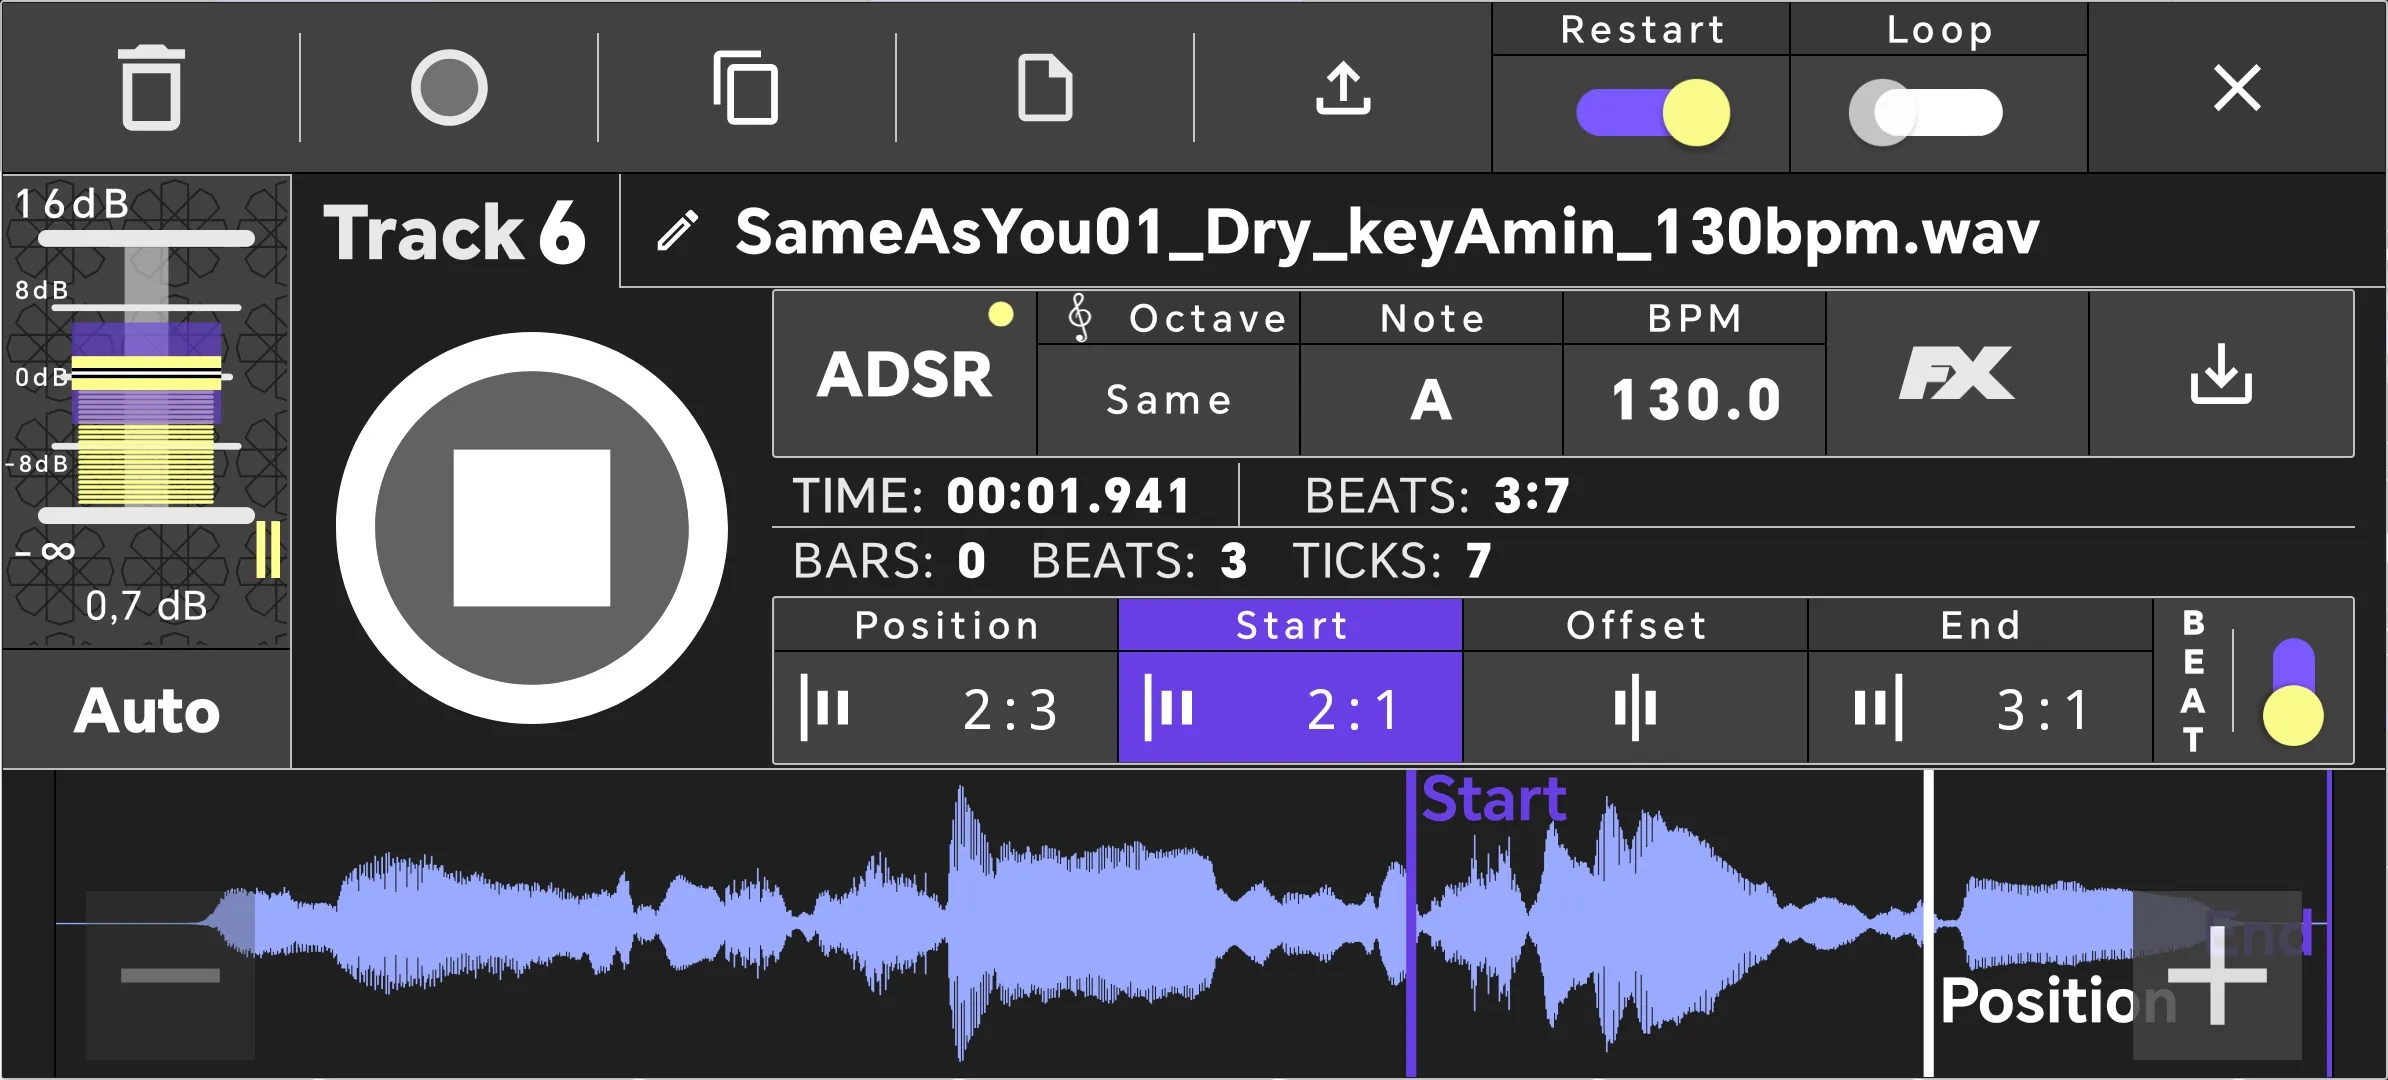 Restart Loop
16dB
8dB
0dB
-8dB
-∞
0,7 dB
Auto
Track 6
SameAsYou01_Dry_keyAmin_130bpm.wav
ADSR
Octave Note BPM
Same A 130.0
FX
TIME: 00:01.941 BEATS: 3:7
BARS: 0 BEATS: 3 TICKS: 7
Position Start Offset End
2:3 2:1 3:1
BEAT
Start
End
Position